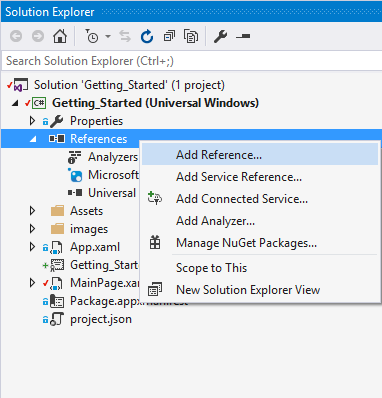 Solution Explorer
Search Solution Explorer (Ctrl+;)
Solution 'Getting_Started' (1 project)
C# Getting_Started (Universal Windows)
Properties
References
Analyzers
Microsoft
Universal
Assets
images
App.xaml
Getting_Start
MainPage.xa
Package.appxmanifest
project.json
Add Reference...
Add Service Reference...
Add Connected Service...
Add Analyzer...
Manage NuGet Packages...
Scope to This
New Solution Explorer View